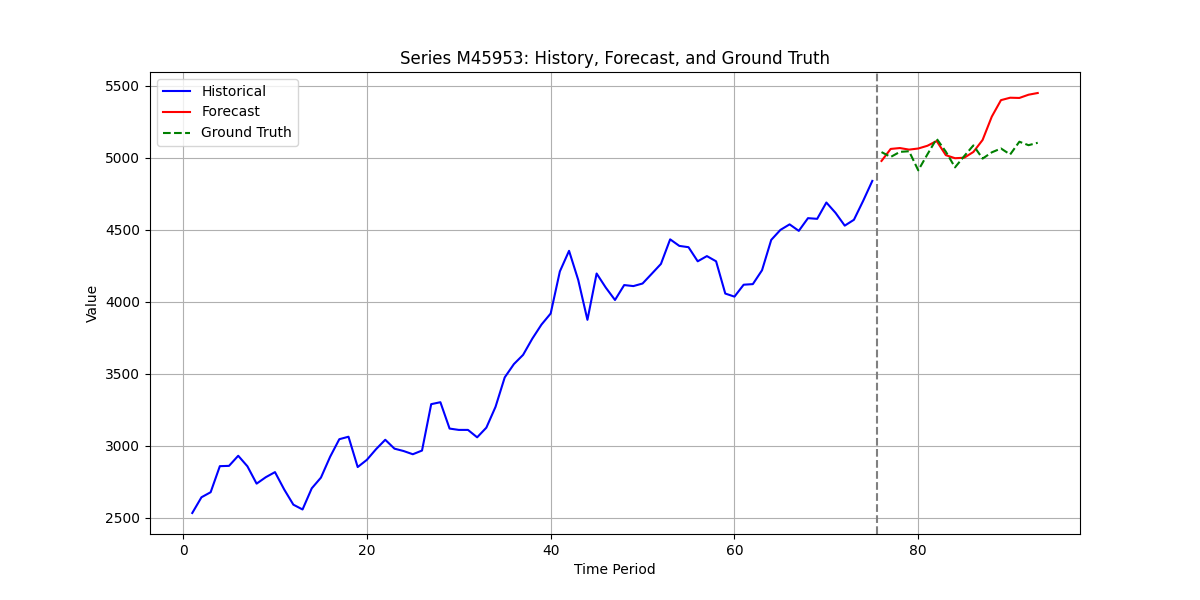 Series M45953: History, Forecast, and Ground Truth
Historical
Forecast
Ground Truth
5500
5000
4500
4000
3500
3000
2500
Value
0 20 40 60 80
Time Period